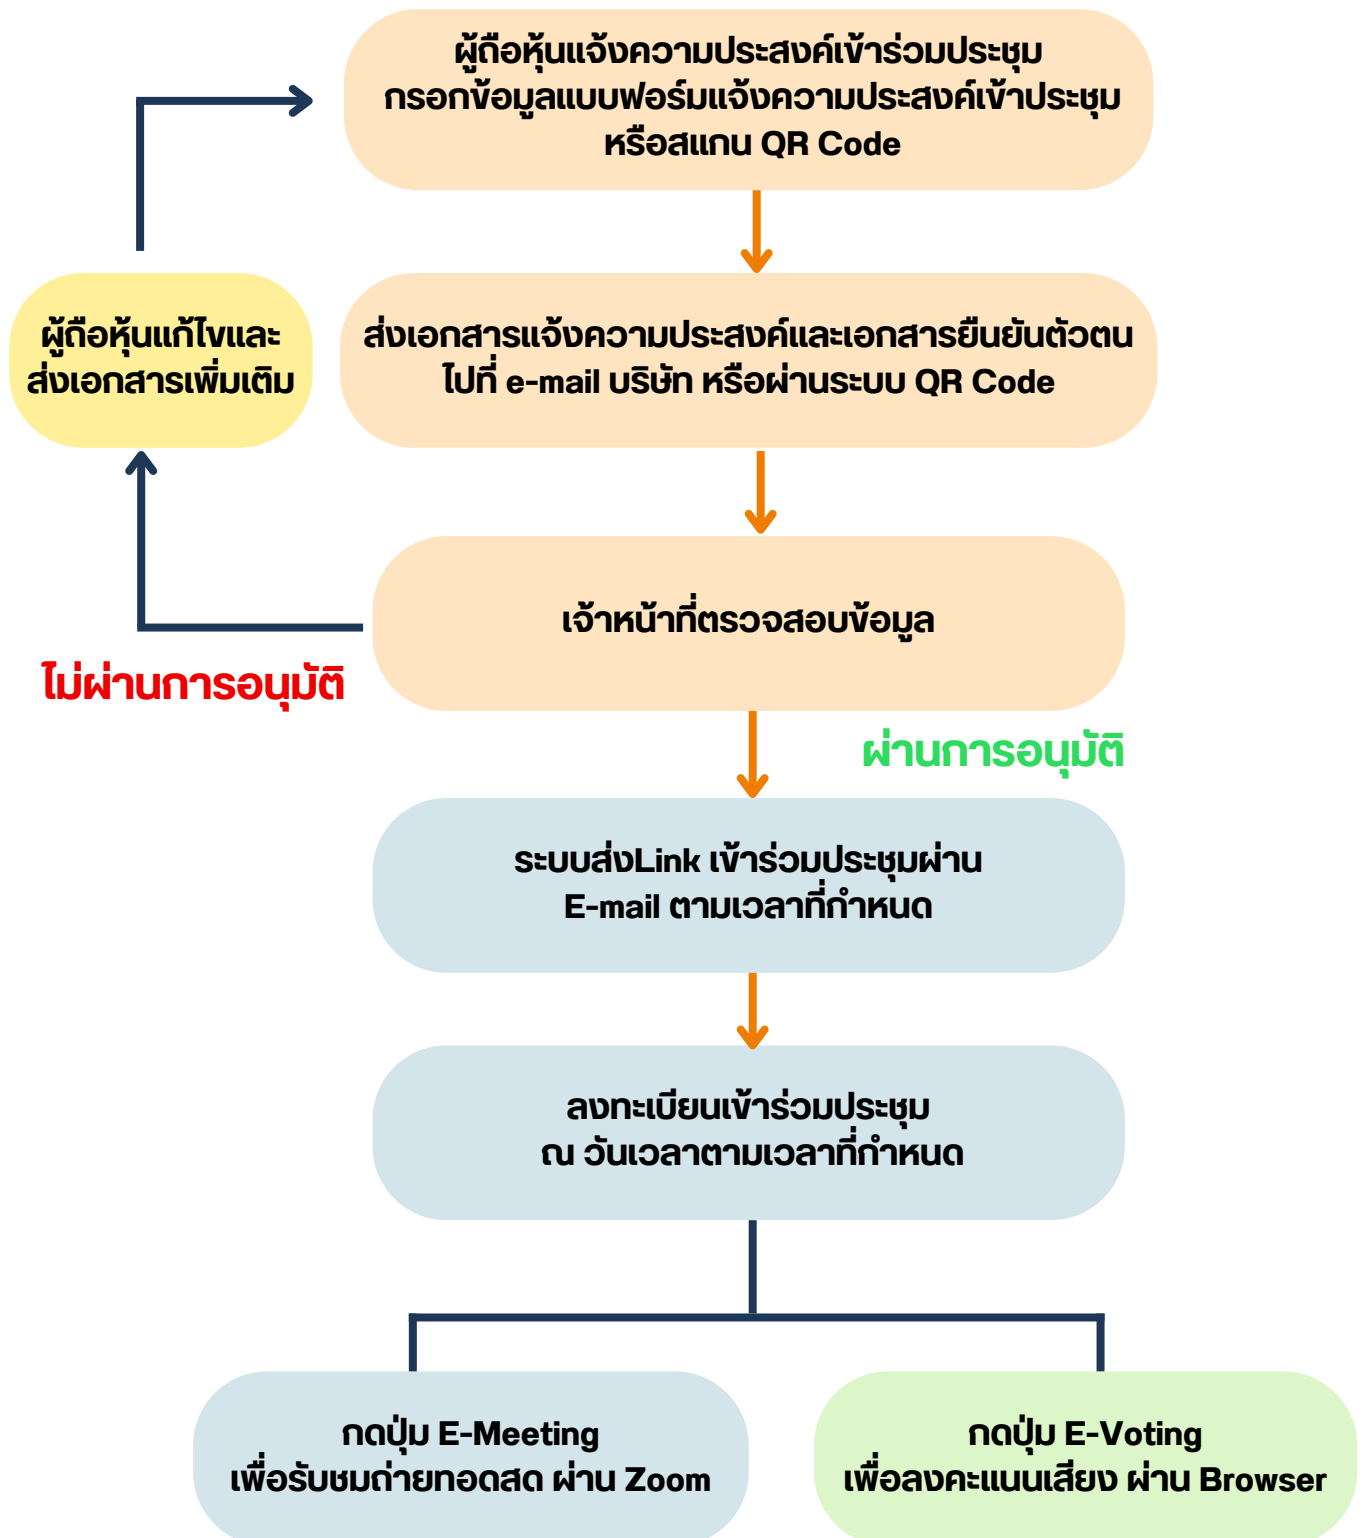 ผู้ถือหุ้นแจ้งความประสงค์เข้าร่วมประชุม
กรอกข้อมูลแบบฟอร์มแจ้งความประสงค์เข้าประชุม
หรือสแกน QR Code
ผู้ถือหุ้นแก้ไขและ
ส่งเอกสารเพิ่มเติม
ส่งเอกสารแจ้งความประสงค์และเอกสารยืนยันตัวตน
ไปที่ e-mail บริษัท หรือผ่านระบบ QR Code
เจ้าหน้าที่ตรวจสอบข้อมูล
ไม่ผ่านการอนุมัติ
ผ่านการอนุมัติ
ระบบส่งLink เข้าร่วมประชุมผ่าน
E-mail ตามเวลาที่กำหนด
ลงทะเบียนเข้าร่วมประชุม
ณ วันเวลาตามเวลาที่กำหนด
กดปุ่ม E-Meeting
เพื่อรับชมถ่ายทอดสด ผ่าน Zoom
กดปุ่ม E-Voting
เพื่อลงคะแนนเสียง ผ่าน Browser